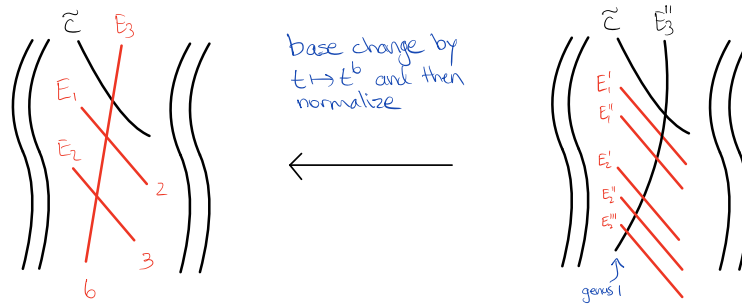 C̃ E₃
E₁
E₂
2
3
6
base change by
t ↦ t⁶ and then
normalize
C̃ E₃''
E₁'
E₁''
E₂'
E₂''
E₂'''
genus 1